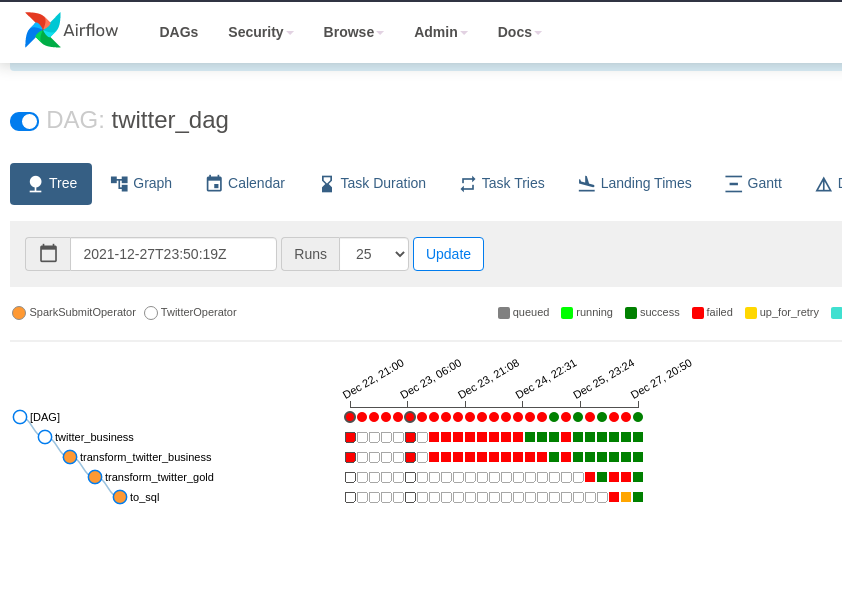 Airflow DAGs Security Browse Admin Docs
DAG: twitter_dag
Tree Graph Calendar Task Duration Task Tries Landing Times Gantt
2021-12-27T23:50:19Z Runs 25 Update
SparkSubmitOperator TwitterOperator queued running success failed up_for_retry
Dec 22, 21:00 Dec 23, 06:00 Dec 23, 21:08 Dec 24, 22:31 Dec 25, 23:24 Dec 27, 20:50
[DAG]
twitter_business
transform_twitter_business
transform_twitter_gold
to_sql